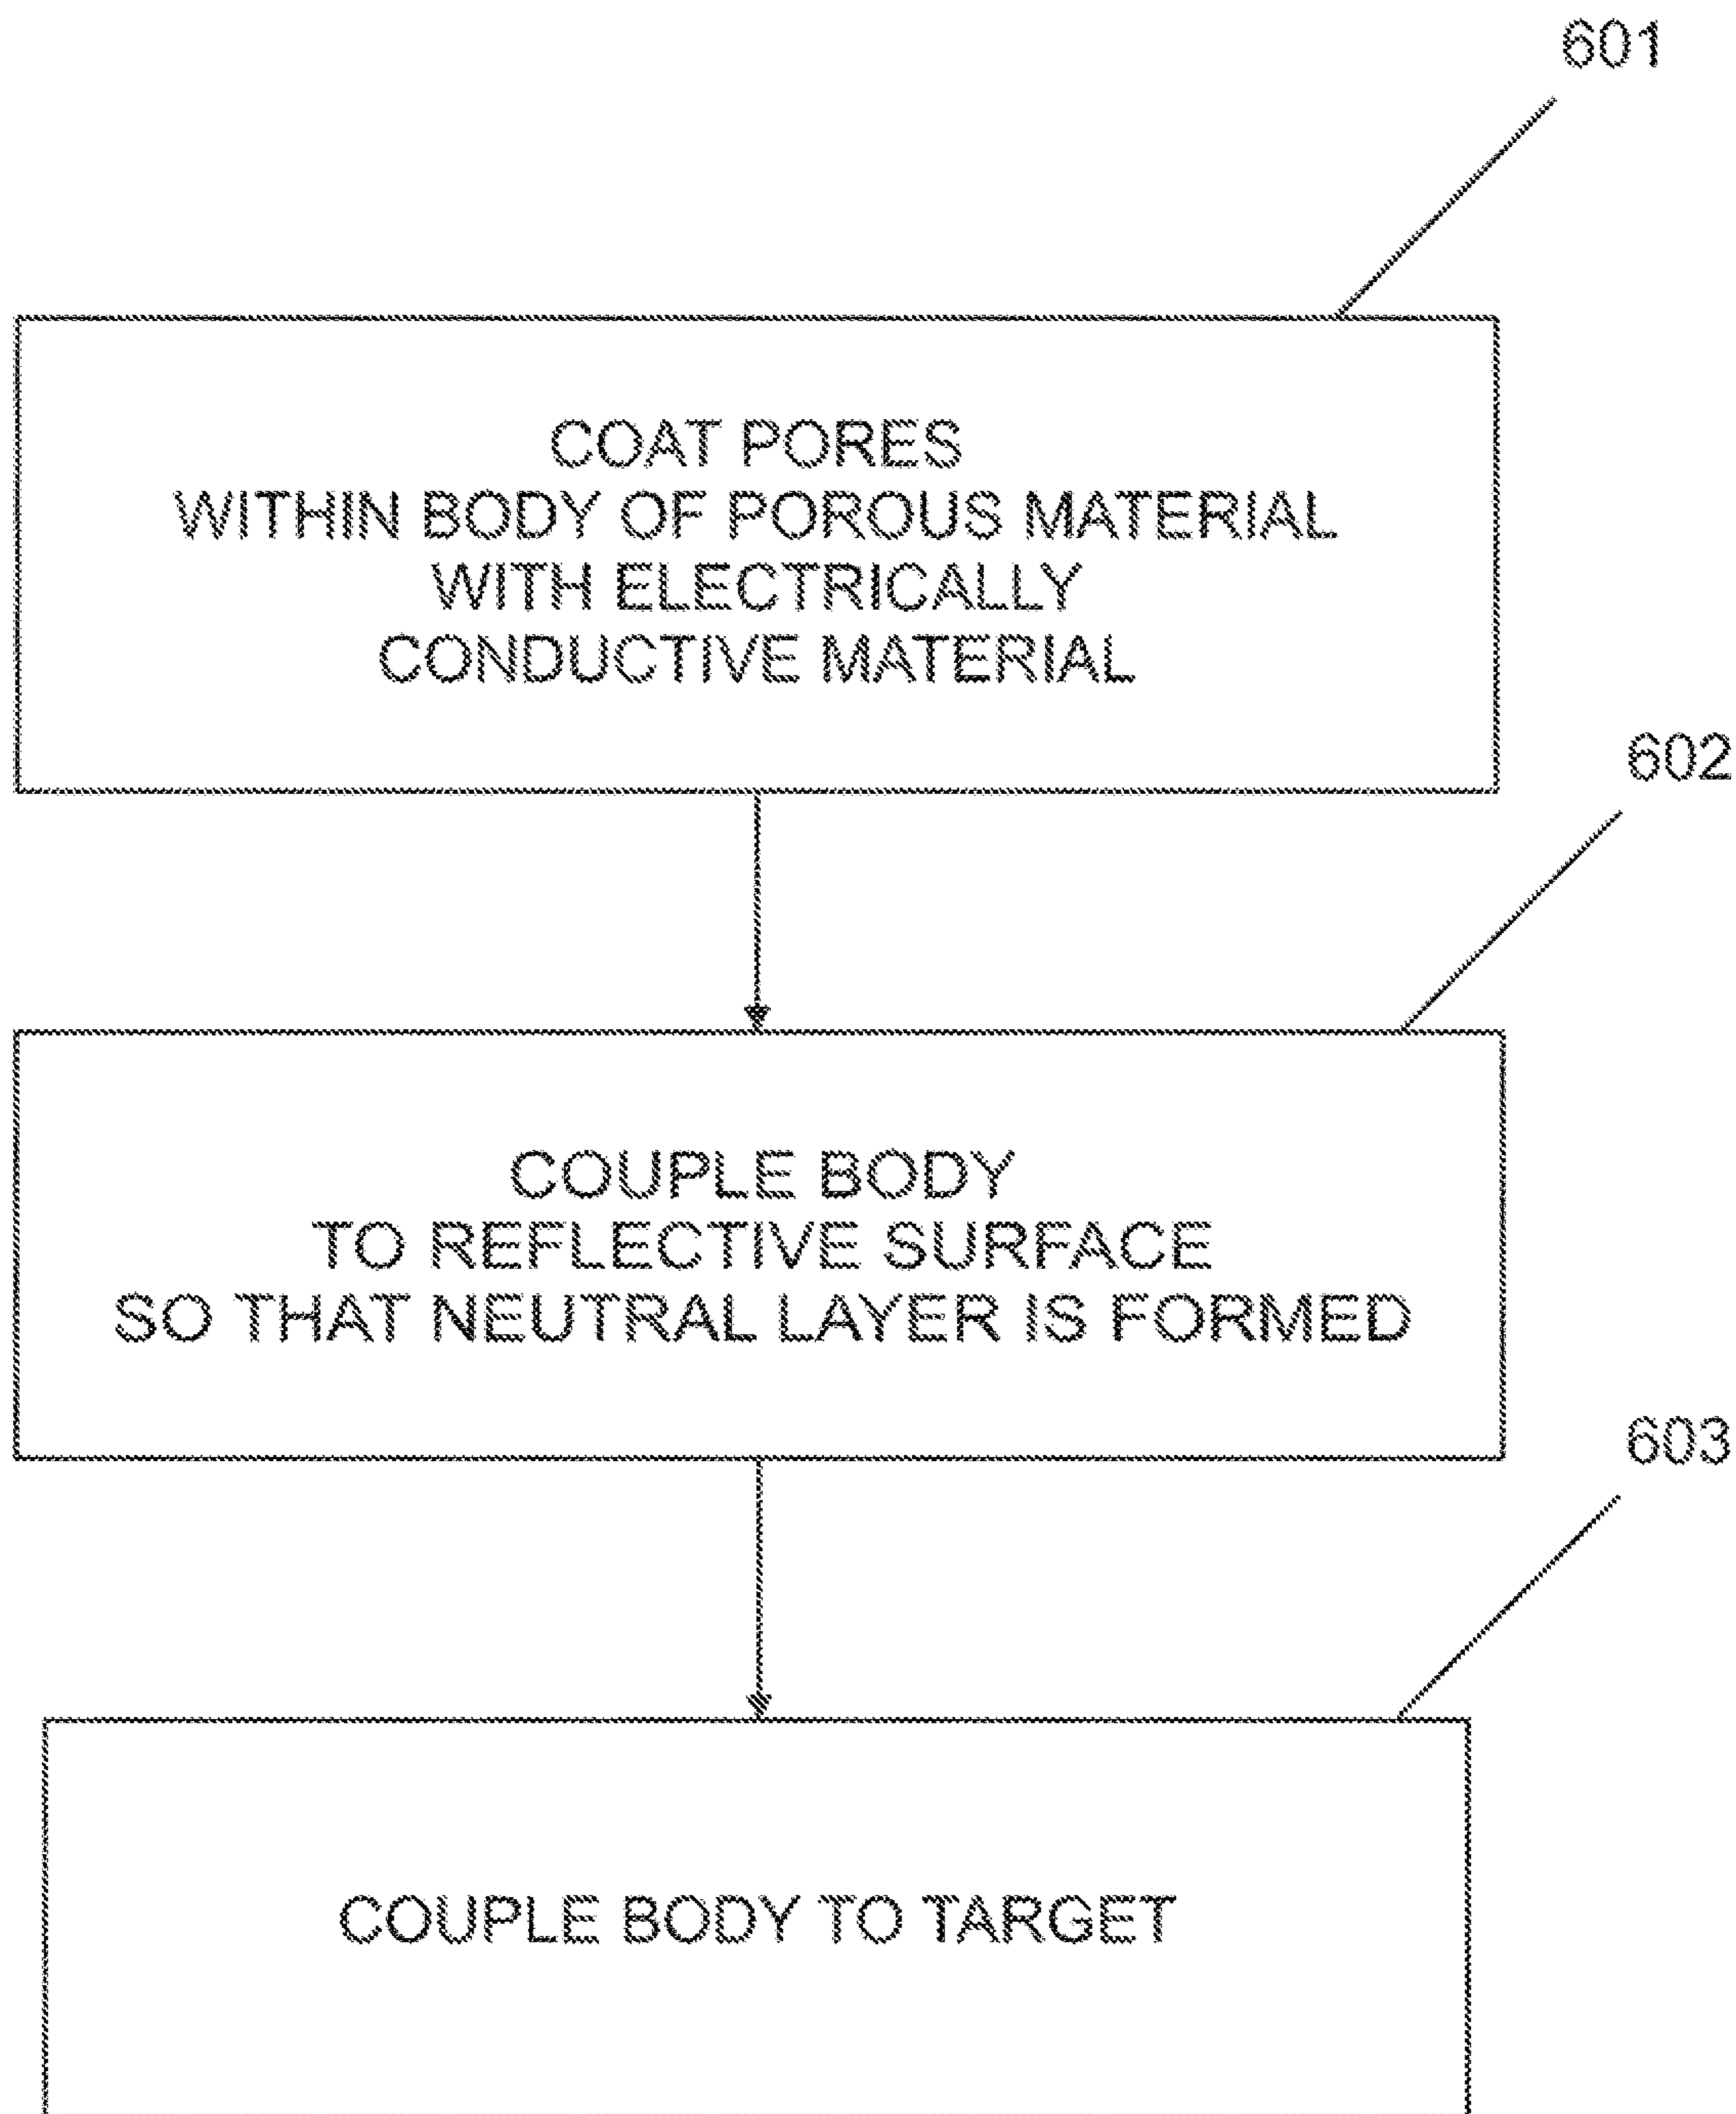 601
COAT PORES
WITHIN BODY OF POROUS MATERIAL
WITH ELECTRICALLY
CONDUCTIVE MATERIAL
602
COUPLE BODY
TO REFLECTIVE SURFACE
SO THAT NEUTRAL LAYER IS FORMED
603
COUPLE BODY TO TARGET